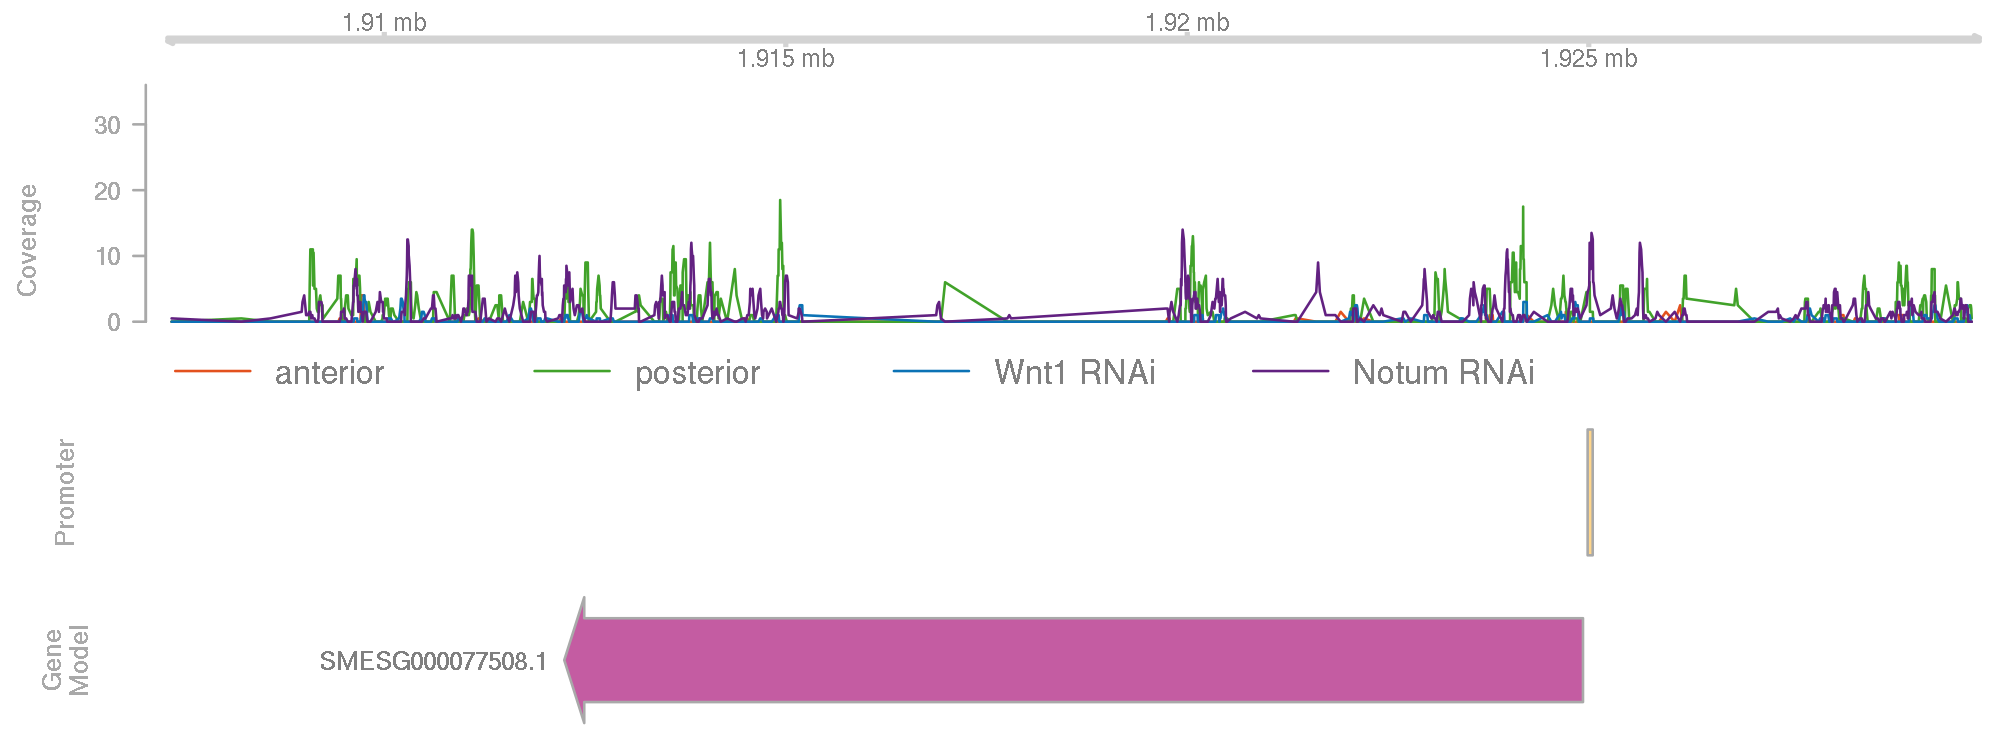 1.91 mb
1.92 mb
1.915 mb
1.925 mb
Coverage
30
20
10
0
anterior
posterior
Wnt1 RNAi
Notum RNAi
Promoter
Gene
Model
SMESG000077508.1